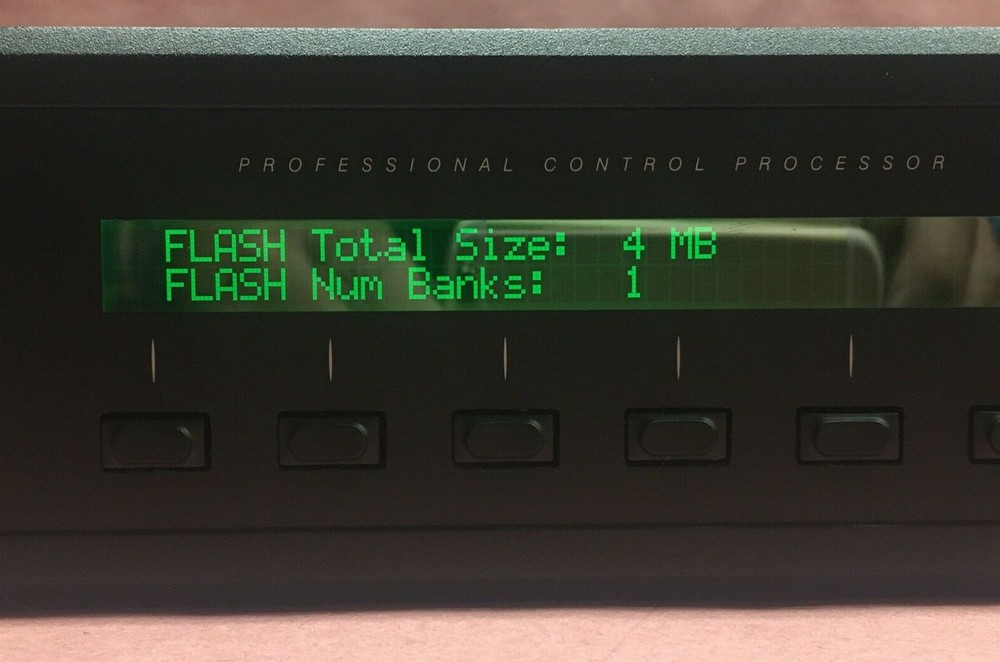 PROFESSIONAL CONTROL PROCESSOR
FLASH Total Size: 4 MB
FLASH Num Banks: 1